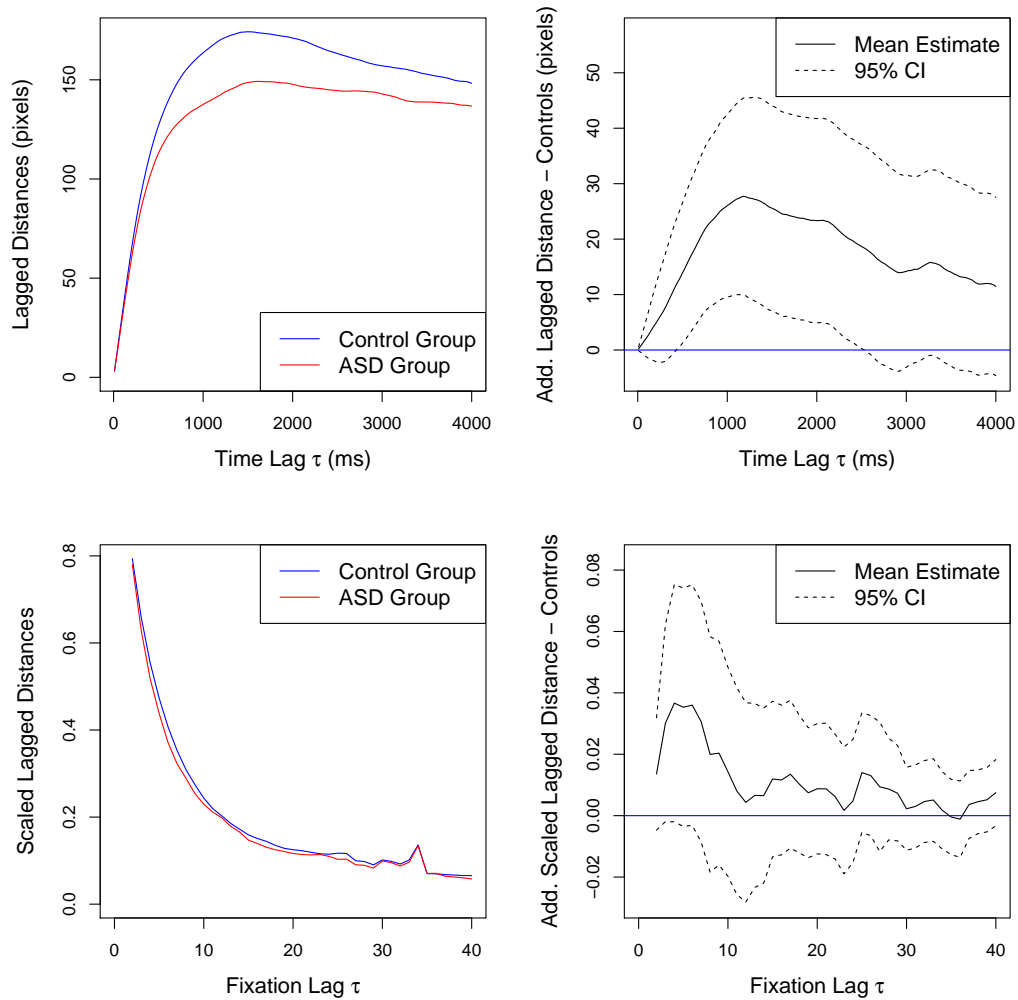 Lagged Distances (pixels)
0 50 100 150
Control Group
ASD Group
0 1000 2000 3000 4000
Time Lag τ (ms)
Add. Lagged Distance − Controls (pixels)
0 10 20 30 40 50
Mean Estimate
95% CI
0 1000 2000 3000 4000
Time Lag τ (ms)
Scaled Lagged Distances
0.0 0.2 0.4 0.6 0.8
Control Group
ASD Group
0 10 20 30 40
Fixation Lag τ
Add. Scaled Lagged Distance − Controls
−0.02 0.00 0.02 0.04 0.06 0.08
Mean Estimate
95% CI
0 10 20 30 40
Fixation Lag τ